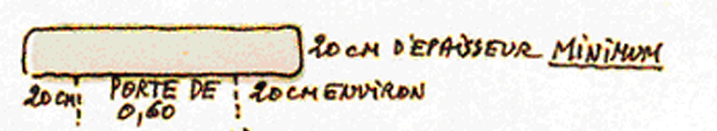 20 CM D'EPAISSEUR MINIMUM
20 CM PORTE DE 20 CM ENVIRON
0,60